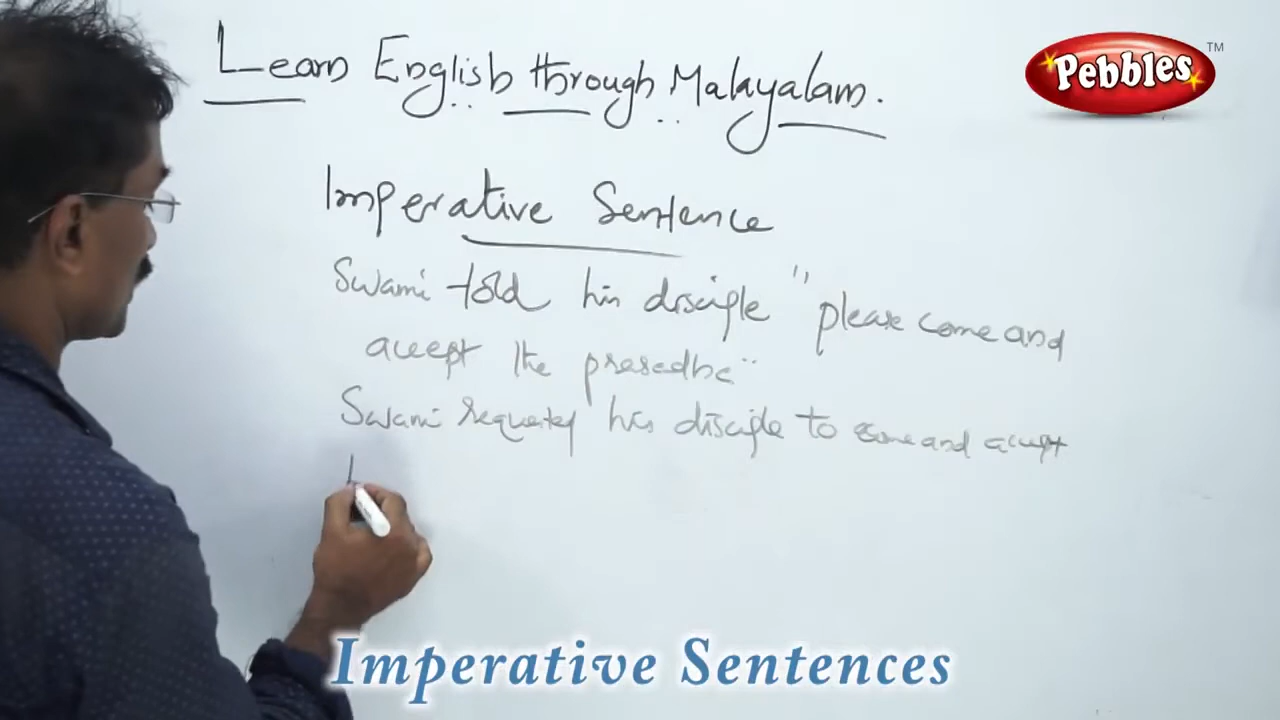 Learn English through Malayalam.
Pebbles TM
Imperative Sentence
Swami told his disciple "please come and
accept the
Swami requested his disciple to come and accept
Imperative Sentences